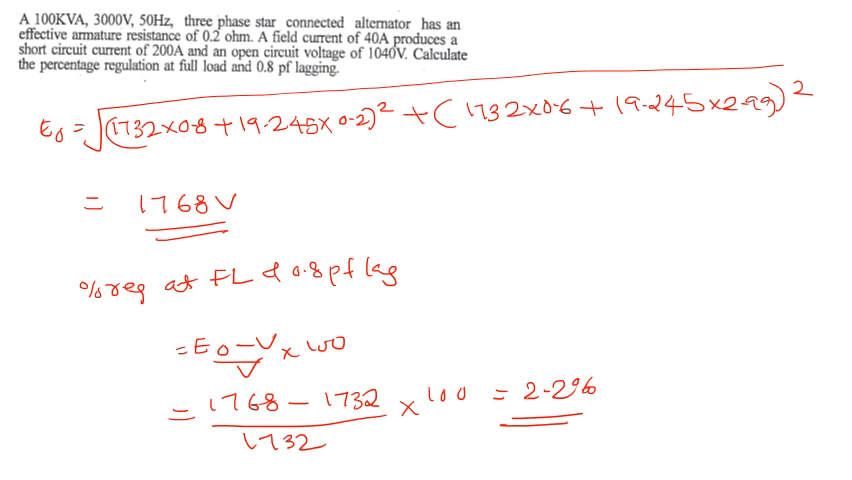 A 100KVA, 3000V, 50Hz, three phase star connected alternator has an
effective armature resistance of 0.2 ohm. A field current of 40A produces a
short circuit current of 200A and an open circuit voltage of 1040V. Calculate
the percentage regulation at full load and 0.8 pf lagging.
E₀ = √(1732×0.8 + 19.245×0.2)² + (1732×0.6 + 19.245×2.99)²
= 1768V
% reg at FL & 0.8 pf lag
= E₀ - V / V × 100
= 1768 - 1732 / 1732 × 100 = 2.2%